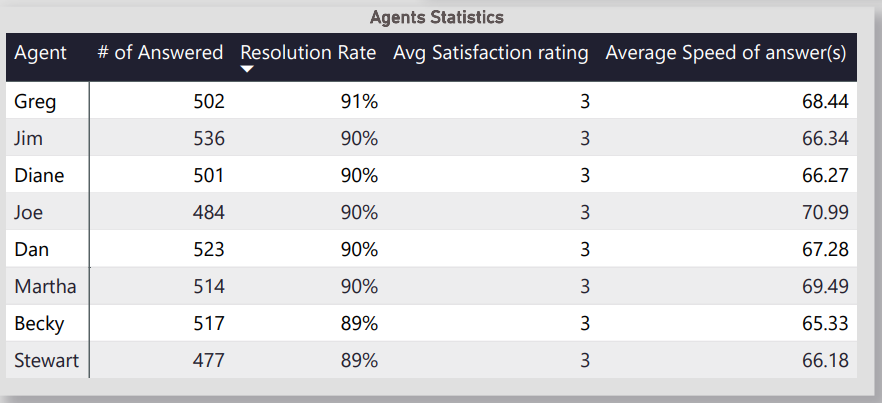 Agents Statistics
Agent # of Answered Resolution Rate Avg Satisfaction rating Average Speed of answer(s)
Greg 502 91% 3 68.44
Jim 536 90% 3 66.34
Diane 501 90% 3 66.27
Joe 484 90% 3 70.99
Dan 523 90% 3 67.28
Martha 514 90% 3 69.49
Becky 517 89% 3 65.33
Stewart 477 89% 3 66.18